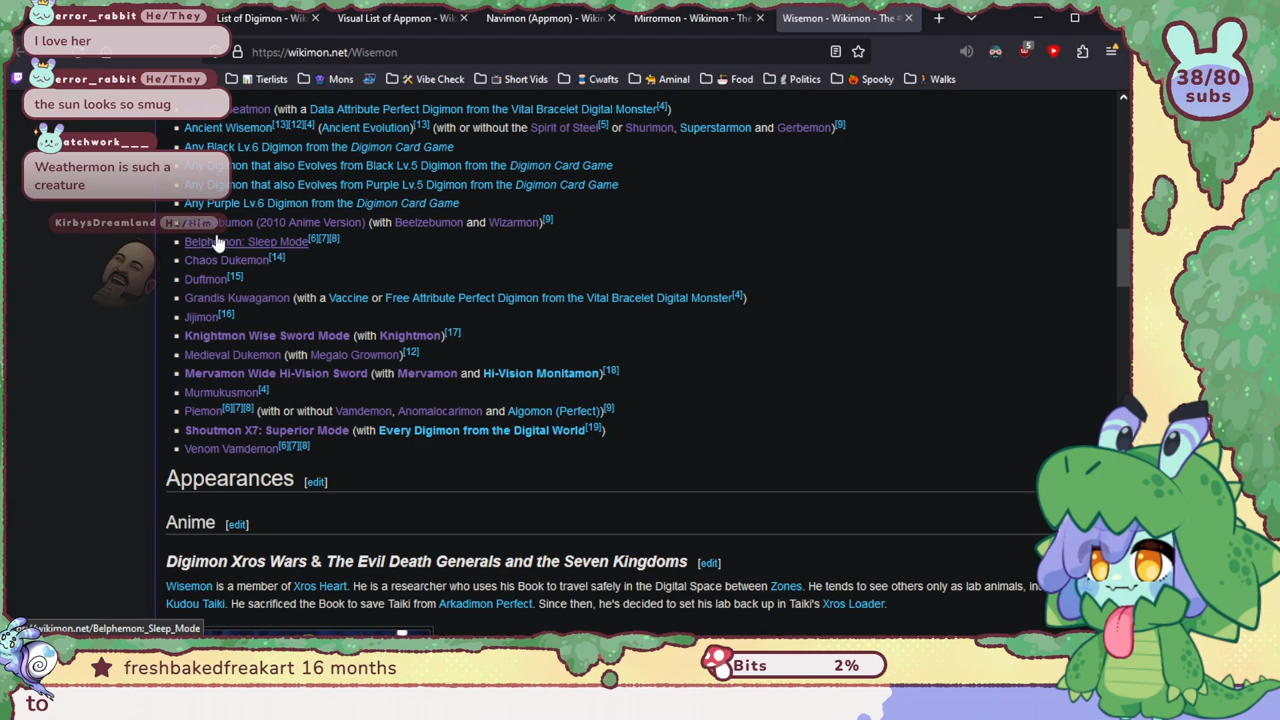 error_rabbit He/They
I love her
error_rabbit He/They
the sun looks so smug
atchwork___
Weathermon is such a
creature
KirbysDreamland He/Him
List of Digimon - Wik
Visual List of Appmon - W
Navimon (Appmon) - Wikim
Mirrormon - Wikimon - The
Wisemon - Wikimon - The #
https://wikimon.net/Wisemon
5
Tierlists
Mons
Vibe Check
Short Vids
Cwafts
Aminal
Food
Politics
Spooky
Walks
38/80
subs
(with a Data Attribute Perfect Digimon from the Vital Bracelet Digital Monster[4])
Ancient Wisemon[13][12][4] (Ancient Evolution)[13] (with or without the Spirit of Steel[5] or Shurimon, Superstarmon and Gerbemon)[9]
Any Black Lv.6 Digimon from the Digimon Card Game
Any Digimon that also Evolves from Black Lv.5 Digimon from the Digimon Card Game
Any Digimon that also Evolves from Purple Lv.5 Digimon from the Digimon Card Game
Any Purple Lv.6 Digimon from the Digimon Card Game
(2010 Anime Version) (with Beelzebumon and Wizarmon)[9]
Belphemon: Sleep Mode[6][7][8]
Chaos Dukemon[14]
Duftmon[15]
Grandis Kuwagamon (with a Vaccine or Free Attribute Perfect Digimon from the Vital Bracelet Digital Monster[4])
Jijimon[16]
Knightmon Wise Sword Mode (with Knightmon)[17]
Medieval Dukemon (with Megalo Growmon)[12]
Mervamon Wide Hi-Vision Sword (with Mervamon and Hi-Vision Monitamon)[18]
Murmukusmon[4]
Piemon[6][7][8] (with or without Vamdemon, Anomalocarimon and Algomon (Perfect))[9]
Shoutmon X7: Superior Mode (with Every Digimon from the Digital World[19])
Venom Vamdemon[6][7][8]
Appearances [edit]
Anime [edit]
Digimon Xros Wars & The Evil Death Generals and the Seven Kingdoms [edit]
Wisemon is a member of Xros Heart. He is a researcher who uses his Book to travel safely in the Digital Space between Zones. He tends to see others only as lab animals,
Kudou Taiki. He sacrificed the Book to save Taiki from Arkadimon Perfect. Since then, he's decided to set his lab back up in Taiki's Xros Loader.
wikimon.net/Belphemon:_Sleep_Mode
freshbakedfreakart 16 months
Bits 2%
to